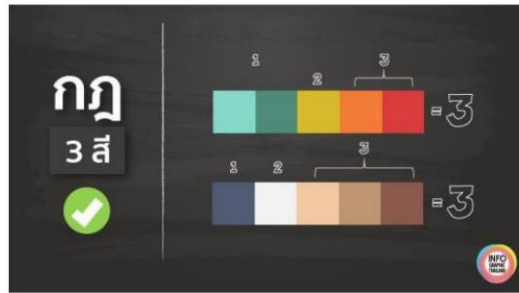 กฎ
3 สี
1
2
3
=3
1
2
3
=3
INFO
GRAPHIC
THAILAND